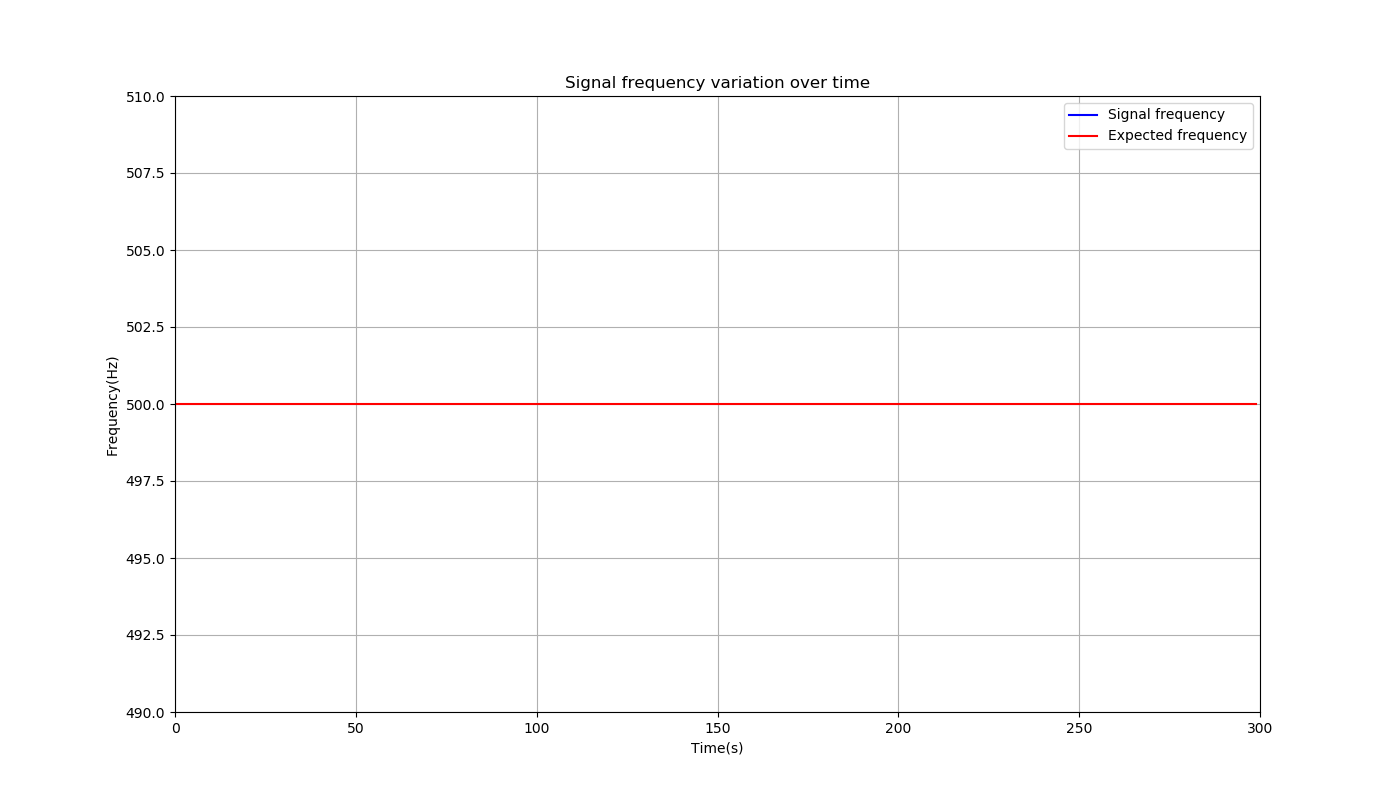 Signal frequency variation over time
Signal frequency
Expected frequency
510.0
507.5
505.0
502.5
500.0
497.5
495.0
492.5
490.0
Frequency(Hz)
0 50 100 150 200 250 300
Time(s)